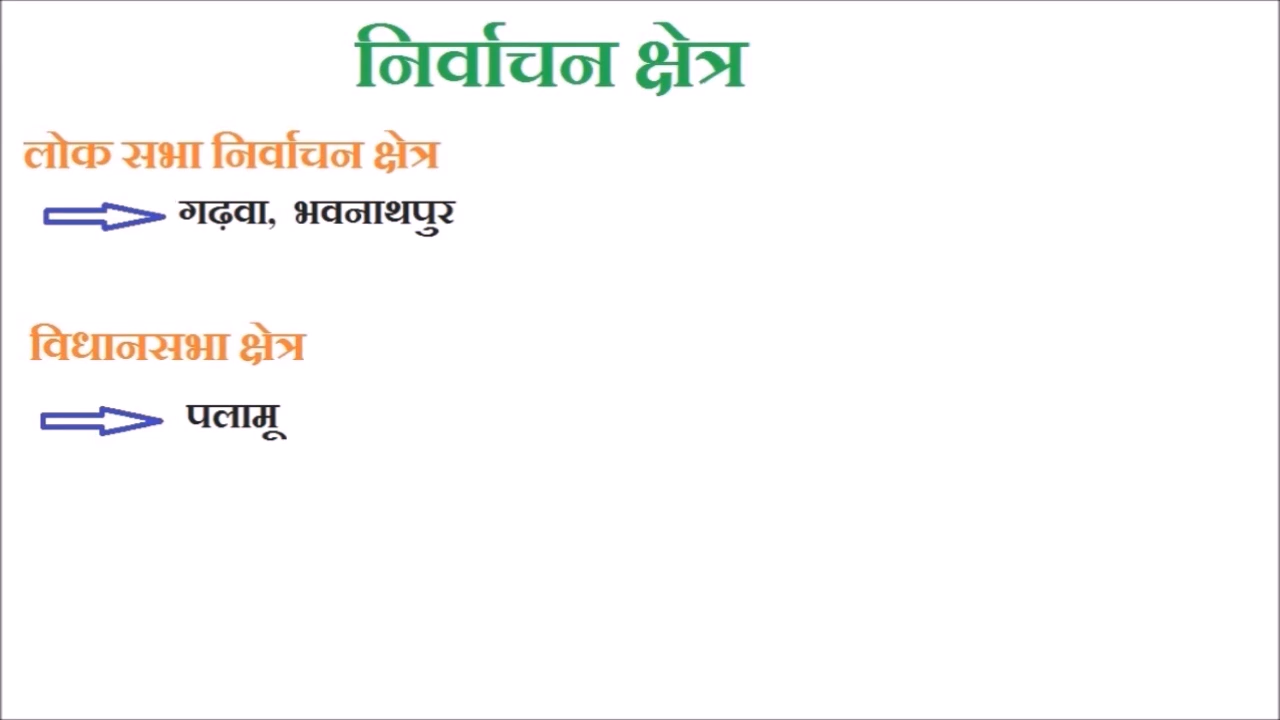 निर्वाचन क्षेत्र
लोक सभा निर्वाचन क्षेत्र
गढ़वा, भवनाथपुर
विधानसभा क्षेत्र
पलामू